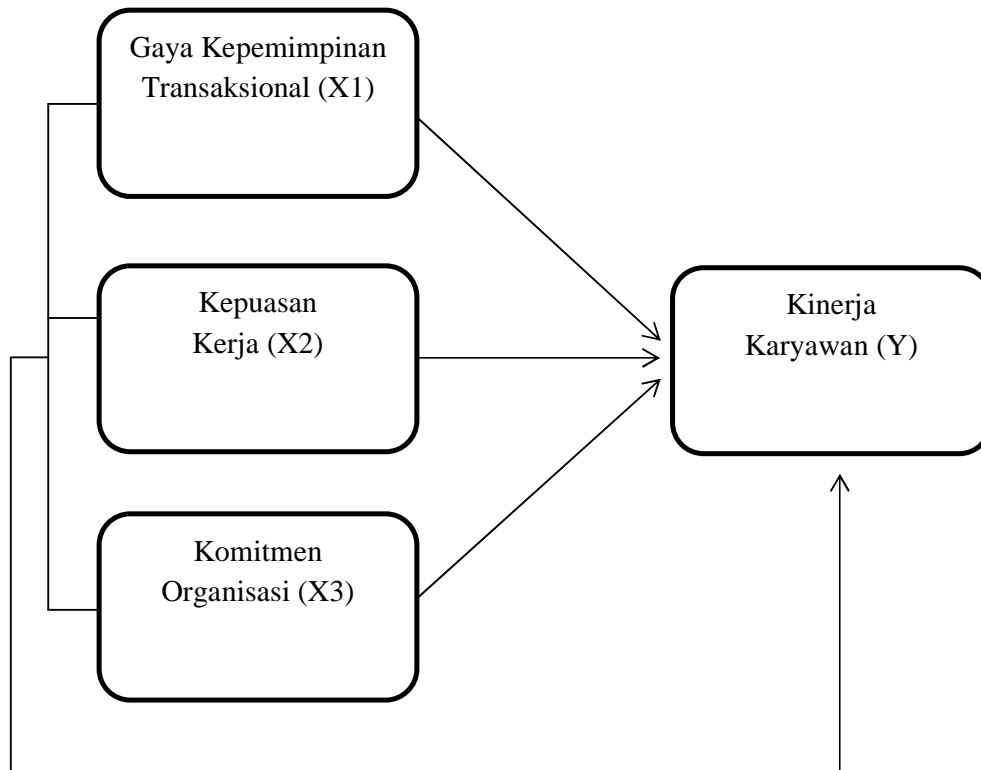 Gaya Kepemimpinan
Transaksional (X1)
Kepuasan
Kerja (X2)
Kinerja
Karyawan (Y)
Komitmen
Organisasi (X3)